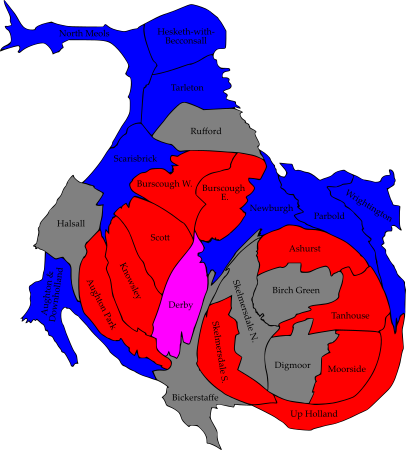 North Meols
Hesketh-with-
Becconsall
Tarleton
Rufford
Scarisbrick
Burscough W.
Burscough
E.
Newburgh
Parbold
Wrightington
Halsall
Scott
Ashurst
Knowsley
Aughton &
Downholland
Aughton Park
Derby
Skelmersdale N.
Birch Green
Tanhouse
Skelmersdale S.
Digmoor
Moorside
Bickerstaffe
Up Holland